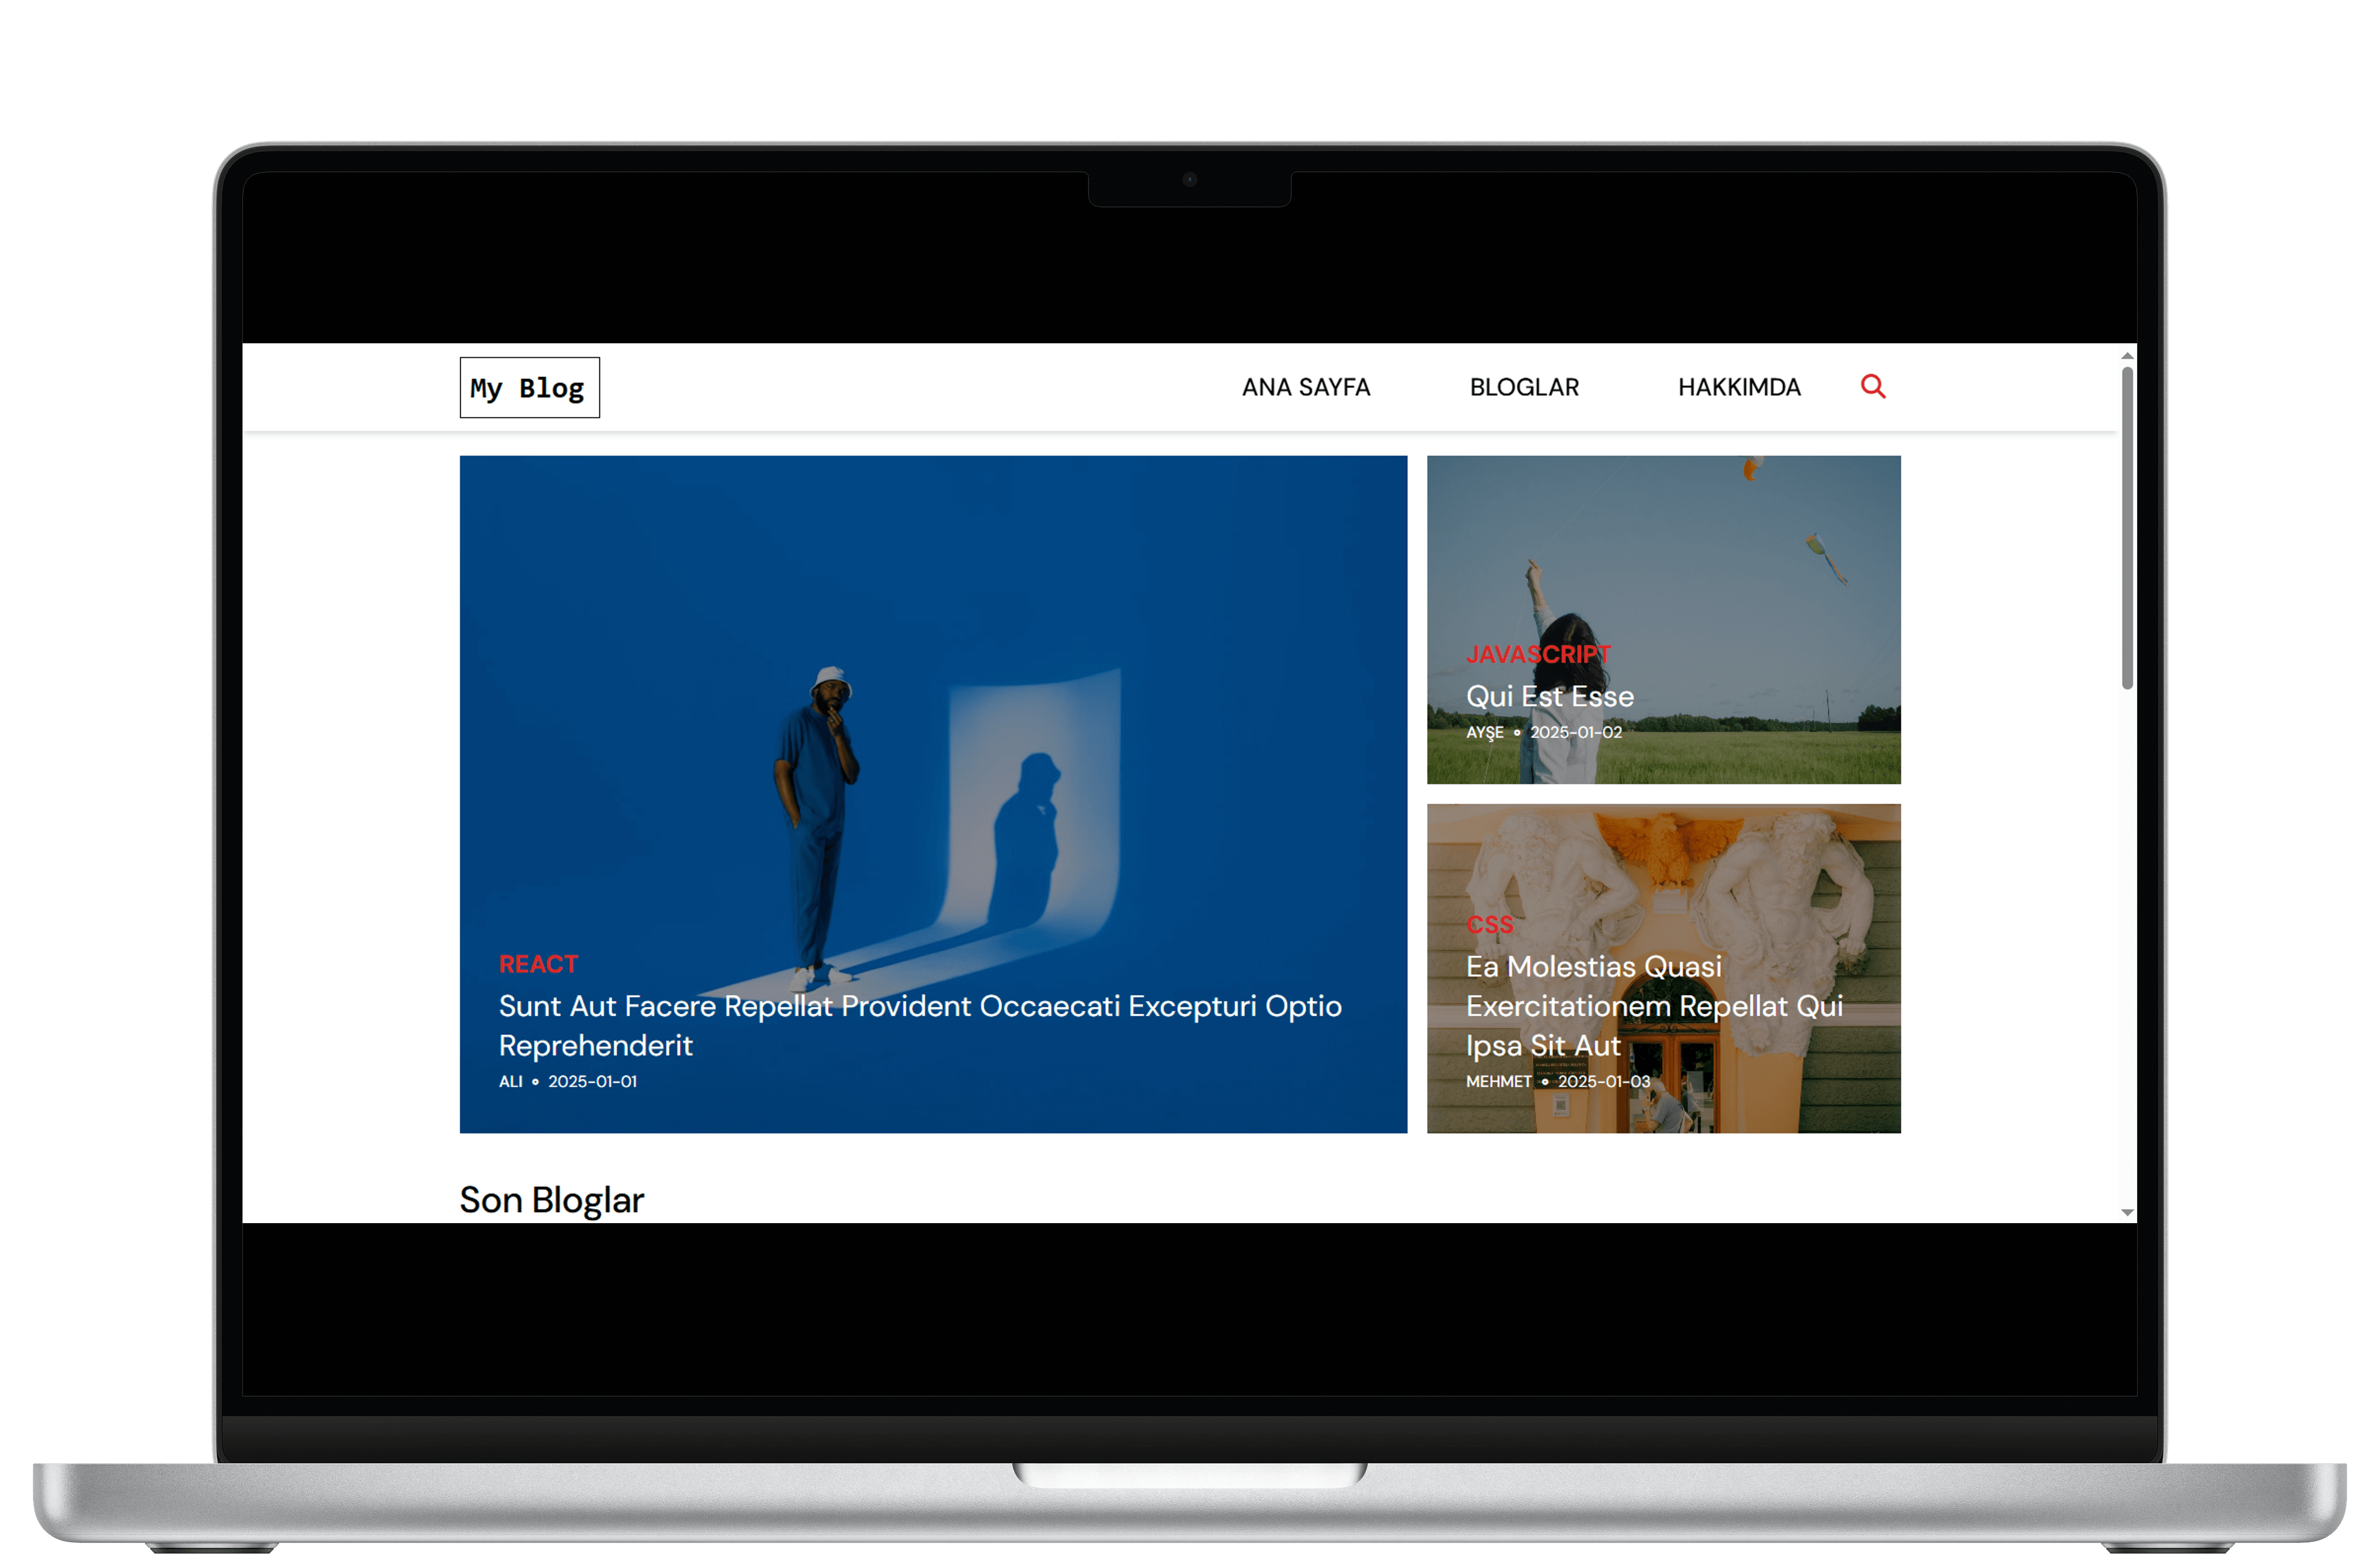 My Blog
ANA SAYFA
BLOGLAR
HAKKIMDA
REACT
Sunt Aut Facere Repellat Provident Occaecati Excepturi Optio
Reprehenderit
ALI ∘ 2025-01-01
JAVASCRIPT
Qui Est Esse
AYŞE ∘ 2025-01-02
CSS
Ea Molestias Quasi
Exercitationem Repellat Qui
Ipsa Sit Aut
MEHMET ∘ 2025-01-03
Son Bloglar